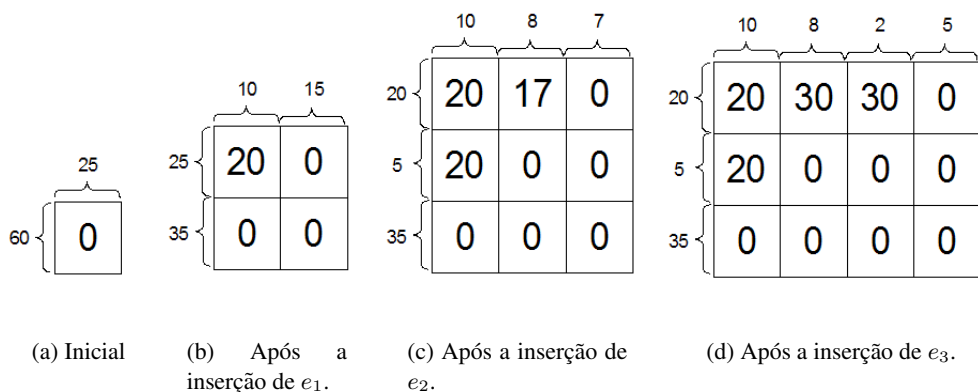 25
60
0
(a) Inicial
10 15
25 20 0
35 0 0
(b) Após a
inserção de e₁.
10 8 7
20 20 17 0
5 20 0 0
35 0 0 0
(c) Após a inserção de
e₂.
10 8 2 5
20 20 30 30 0
5 20 0 0 0
35 0 0 0 0
(d) Após a inserção de e₃.